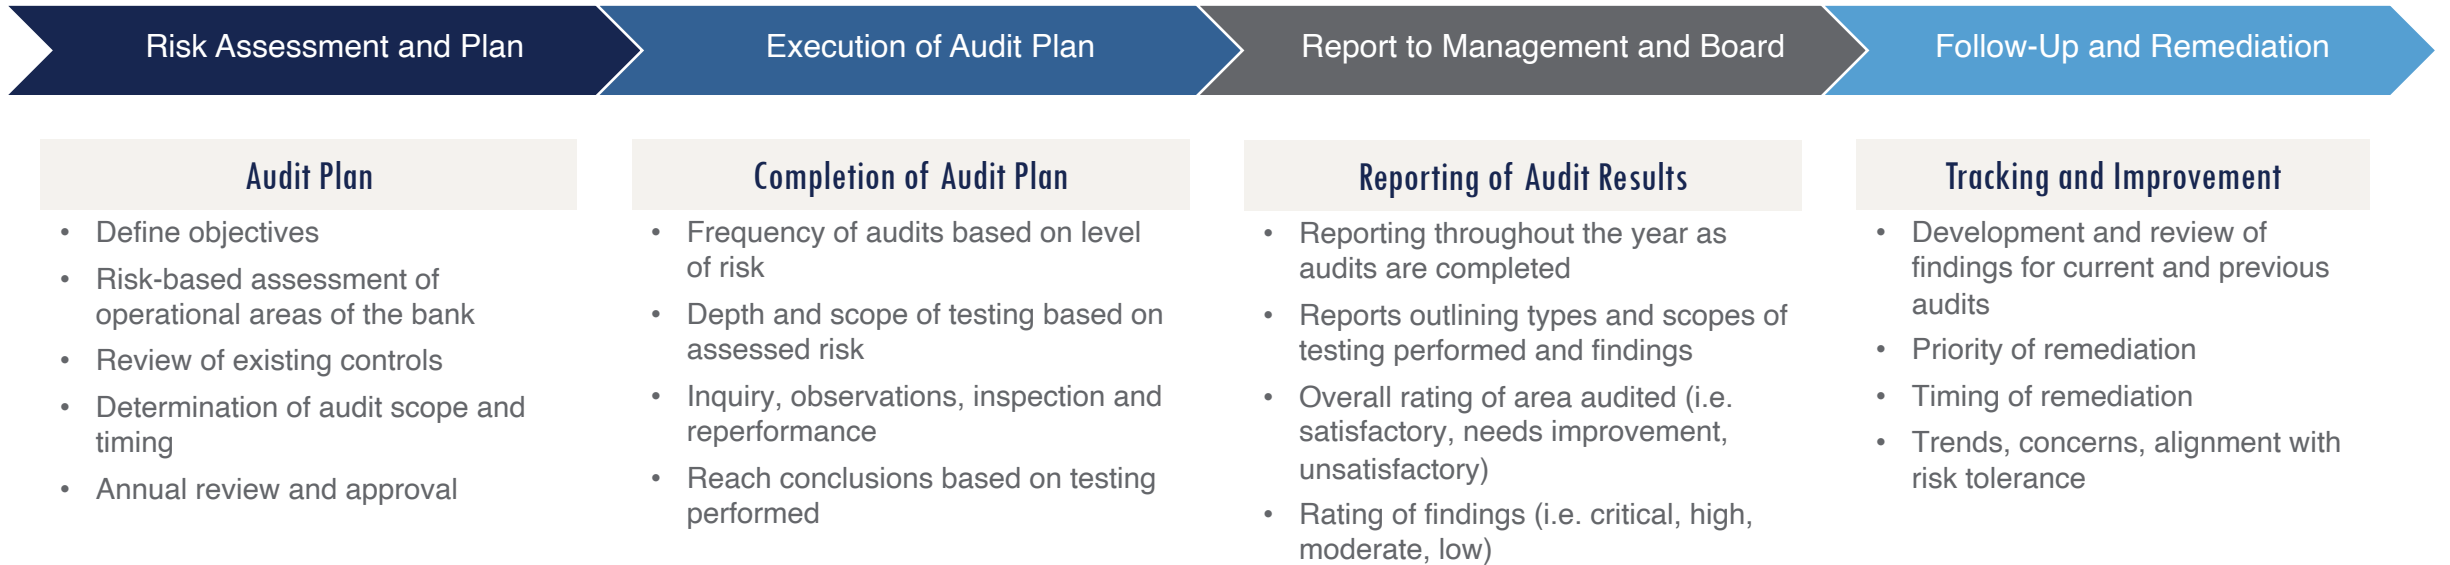 Risk Assessment and Plan
Execution of Audit Plan
Report to Management and Board
Follow-Up and Remediation
Audit Plan
• Define objectives
• Risk-based assessment of
operational areas of the bank
• Review of existing controls
• Determination of audit scope and
timing
• Annual review and approval
Completion of Audit Plan
• Frequency of audits based on level
of risk
• Depth and scope of testing based on
assessed risk
• Inquiry, observations, inspection and
reperformance
• Reach conclusions based on testing
performed
Reporting of Audit Results
• Reporting throughout the year as
audits are completed
• Reports outlining types and scopes of
testing performed and findings
• Overall rating of area audited (i.e.
satisfactory, needs improvement,
unsatisfactory)
• Rating of findings (i.e. critical, high,
moderate, low)
Tracking and Improvement
• Development and review of
findings for current and previous
audits
• Priority of remediation
• Timing of remediation
• Trends, concerns, alignment with
risk tolerance